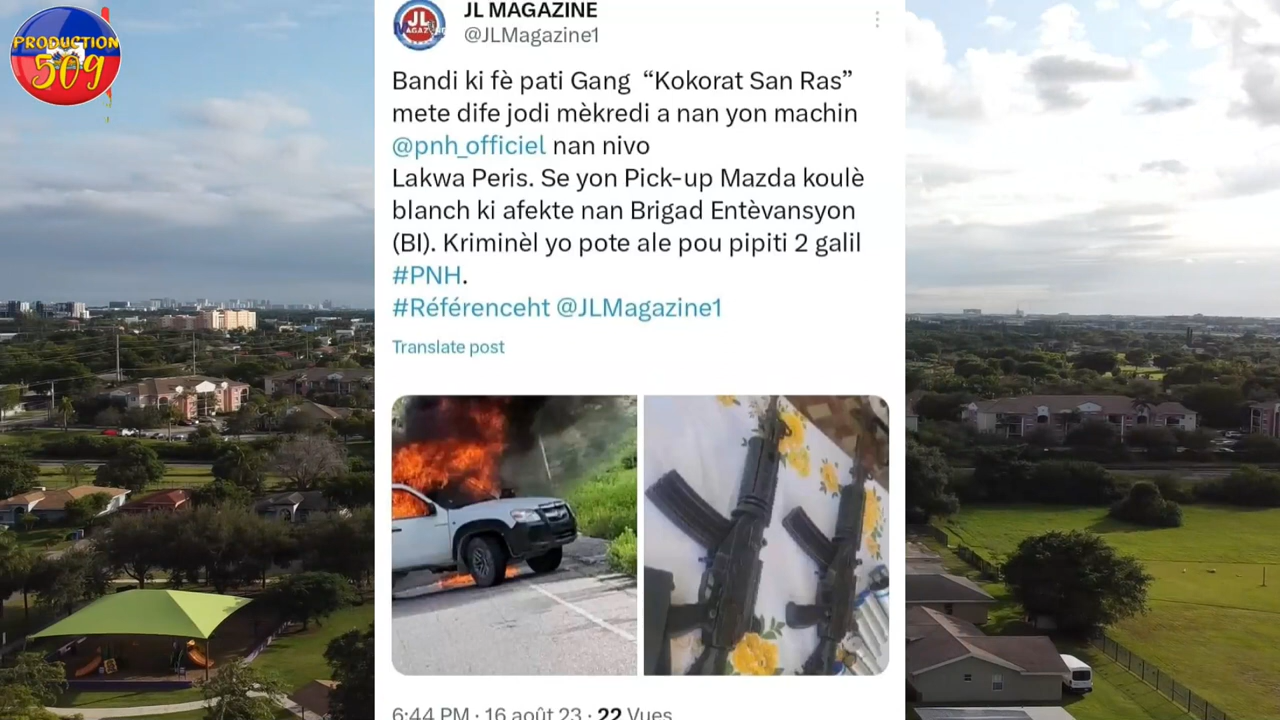 PRODUCTION
509
JL MAGAZINE
@JLMagazine1
JL
Bandi ki fè pati Gang “Kokorat San Ras”
mete dife jodi mèkredi a nan yon machin
@pnh_officiel nan nivo
Lakwa Peris. Se yon Pick-up Mazda koulè
blanch ki afekte nan Brigad Entèvansyon
(BI). Kriminèl yo pote ale pou pipiti 2 galil
#PNH.
#Référenceht @JLMagazine1
Translate post
6:44 PM · 16 août 23 · 22 Vues